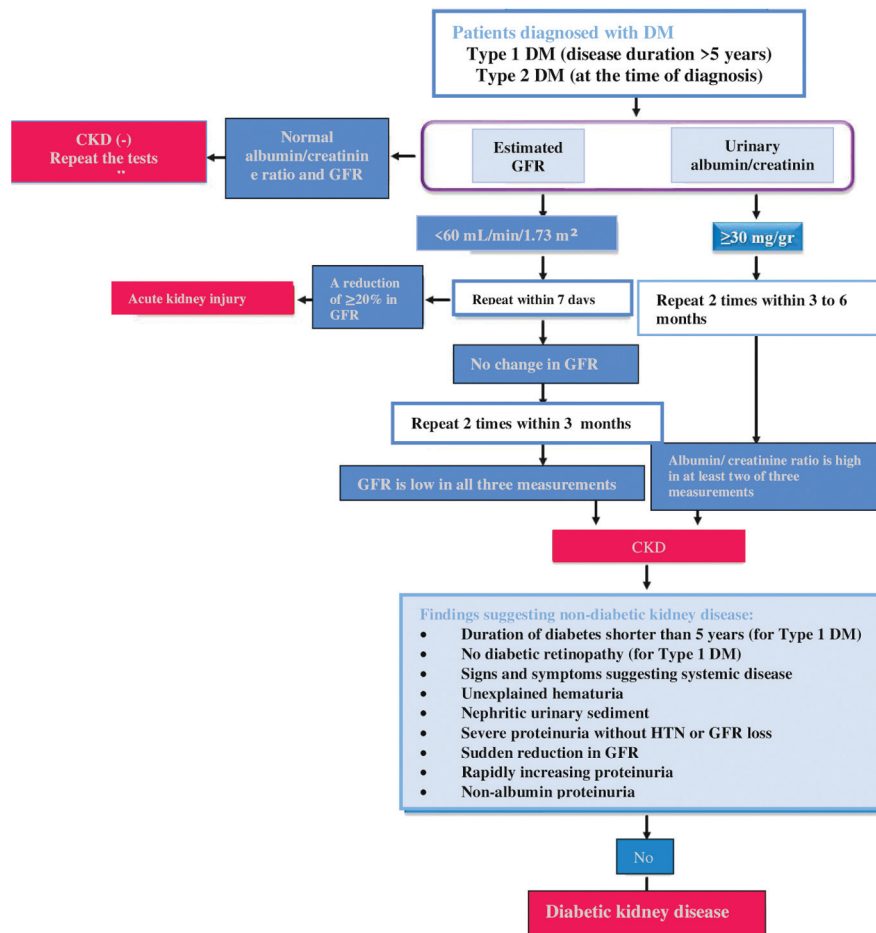 Patients diagnosed with DM
Type 1 DM (disease duration >5 years)
Type 2 DM (at the time of diagnosis)
CKD (-)
Repeat the tests
Normal
albumin/creatinin
e ratio and GFR
Estimated
GFR
Urinary
albumin/creatinin
<60 mL/min/1.73 m²
≥30 mg/gr
Acute kidney injury
A reduction
of ≥20% in
GFR
Repeat within 7 days
Repeat 2 times within 3 to 6
months
No change in GFR
Repeat 2 times within 3 months
GFR is low in all three measurements
Albumin/ creatinine ratio is high
in at least two of three
measurements
CKD
Findings suggesting non-diabetic kidney disease:
• Duration of diabetes shorter than 5 years (for Type 1 DM)
• No diabetic retinopathy (for Type 1 DM)
• Signs and symptoms suggesting systemic disease
• Unexplained hematuria
• Nephritic urinary sediment
• Severe proteinuria without HTN or GFR loss
• Sudden reduction in GFR
• Rapidly increasing proteinuria
• Non-albumin proteinuria
No
Diabetic kidney disease